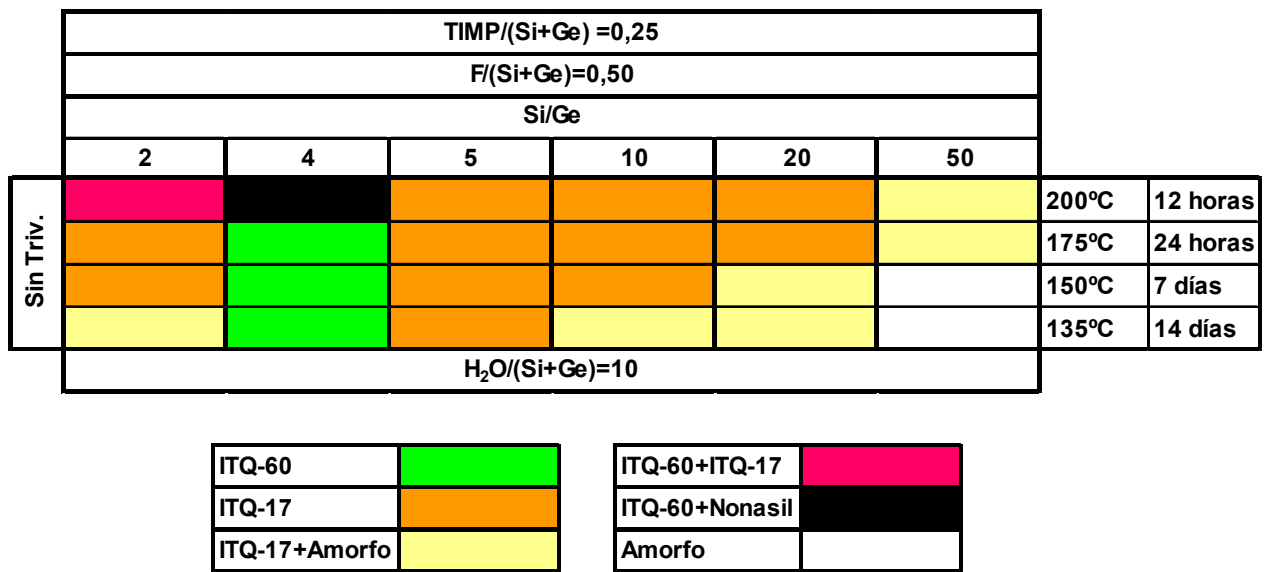 TIMP/(Si+Ge) =0,25
F/(Si+Ge)=0,50
Si/Ge
2 4 5 10 20 50
Sin Triv.
200ºC 12 horas
175ºC 24 horas
150ºC 7 días
135ºC 14 días
H₂O/(Si+Ge)=10
ITQ-60 ITQ-60+ITQ-17
ITQ-17 ITQ-60+Nonasil
ITQ-17+Amorfo Amorfo